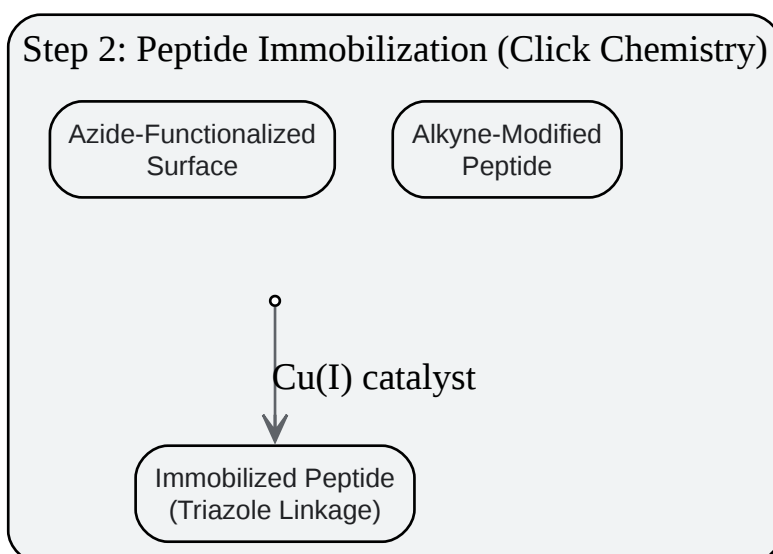 Step 2: Peptide Immobilization (Click Chemistry)
Azide-Functionalized
Surface
Alkyne-Modified
Peptide
Cu(I) catalyst
Immobilized Peptide
(Triazole Linkage)